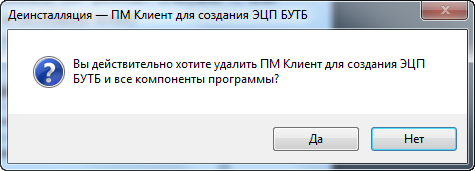 Деинсталляция — ПМ Клиент для создания ЭЦП БУТБ
Вы действительно хотите удалить ПМ Клиент для создания ЭЦП
БУТБ и все компоненты программы?
Да Нет